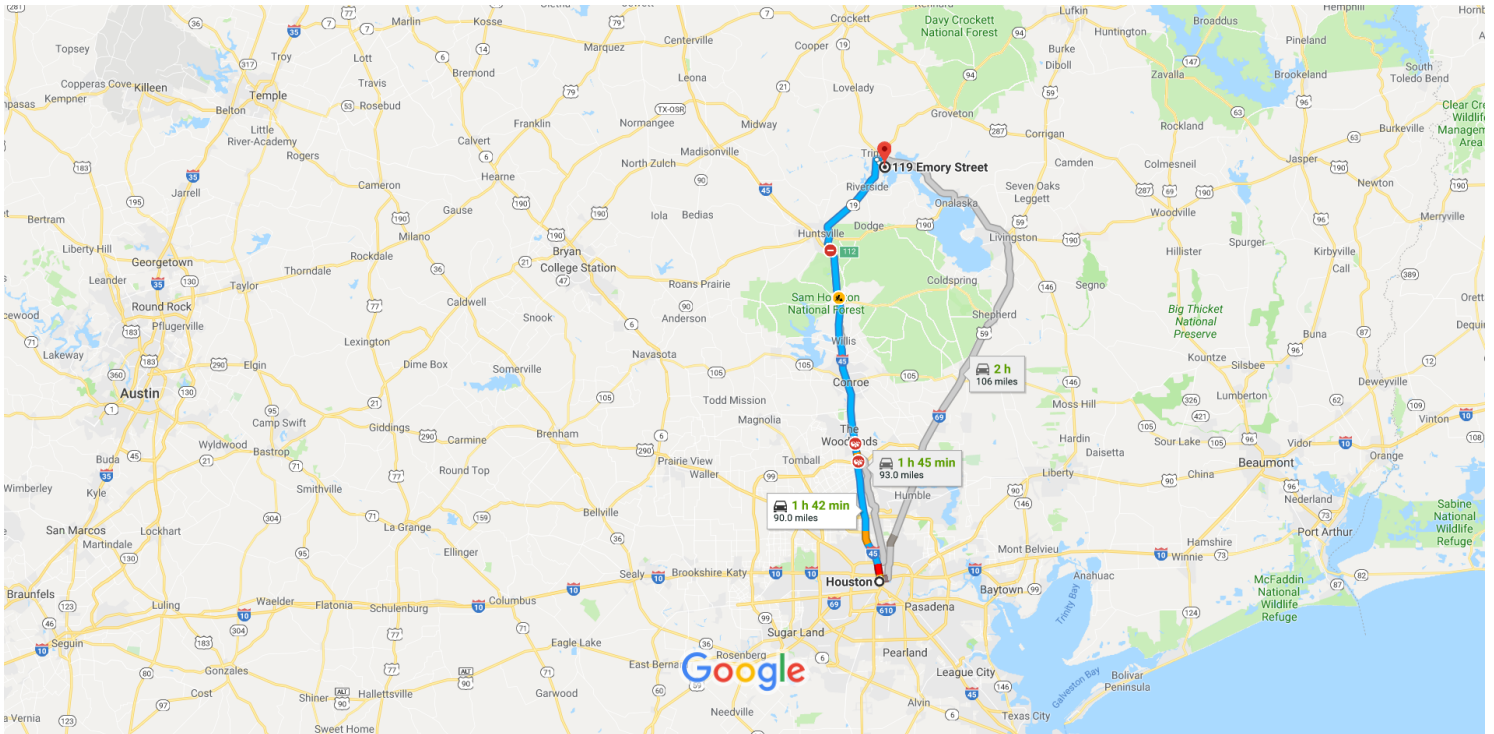 Marlin
Kosse
Marquez
Centerville
Crockett
Kennard
Davy Crockett
National Forest
Lufkin
Broaddus
Hemphill
Topsey
Troy
Lott
Bremond
Cooper
Huntington
Burke
Diboll
Pineland
Copperas Cove
Killeen
Kempner
Temple
Belton
Travis
Rosebud
Leona
Lovelady
Zavalla
Brookeland
South
Toledo Bend
Little
River-Academy
Rogers
Franklin
Calvert
Normangee
TX-OSR
Midway
Groveton
Corrigan
Rockland
Burkeville
North Zulch
Madisonville
119 Emory Street
Camden
Colmesneil
Jasper
Jarrell
Cameron
Hearne
Riverside
Seven Oaks
Leggett
Newton
Bertram
Gause
Iola
Bedias
Onalaska
Woodville
Merryville
Milano
Huntsville
Dodge
Livingston
Spurger
Liberty Hill
Leander
Georgetown
Rockdale
Bryan
College Station
112
Hillister
Kirbyville
Call
Thorndale
Roans Prairie
Coldspring
Segno
Round Rock
Taylor
Caldwell
Anderson
National Forest
Shepherd
Big Thicket
National
Preserve
Buna
Pflugerville
Snook
Willis
Lakeway
Elgin
Lexington
Dime Box
Somerville
Navasota
Conroe
2 h
106 miles
Kountze
Silsbee
Austin
Todd Mission
Magnolia
Moss Hill
Lumberton
Deweyville
Camp Swift
Giddings
Carmine
Brenham
The
Hardin
Daisetta
Sour Lake
Vidor
Vinton
Buda
Wyldwood
Bastrop
Round Top
Prairie View
Waller
Tomball
1 h 45 min
93.0 miles
Liberty
China
Beaumont
Orange
Wimberley
Kyle
Smithville
Bellville
1 h 42 min
90.0 miles
Humble
Nederland
Port Arthur
San Marcos
Lockhart
Martindale
La Grange
Ellinger
Mont Belvieu
Hamshire
Winnie
Sabine
National
Wildlife
Refuge
Braunfels
Luling
Waelder
Flatonia
Schulenburg
Columbus
Sealy
Brookshire
Katy
Houston
Baytown
Anahuac
McFaddin
National
Wildlife
Refuge
Seguin
Eagle Lake
Sugar Land
Pasadena
Trinity Bay
Gonzales
Rosenberg
Pearland
Cost
Shiner
Hallettsville
Garwood
Google
League City
Galveston Bay
Bolivar
Peninsula
Sweet Home
Needville
Alvin
Texas City